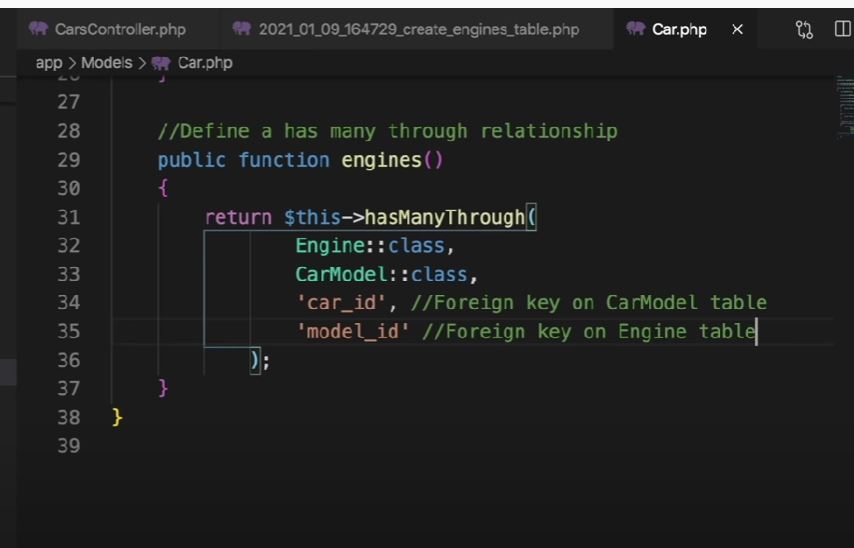 CarsController.php 2021_01_09_164729_create_engines_table.php Car.php ×
app > Models > Car.php
26 }
27
28 //Define a has many through relationship
29 public function engines()
30 {
31 return $this->hasManyThrough(
32 Engine::class,
33 CarModel::class,
34 'car_id', //Foreign key on CarModel table
35 'model_id' //Foreign key on Engine table
36 );
37 }
38 }
39